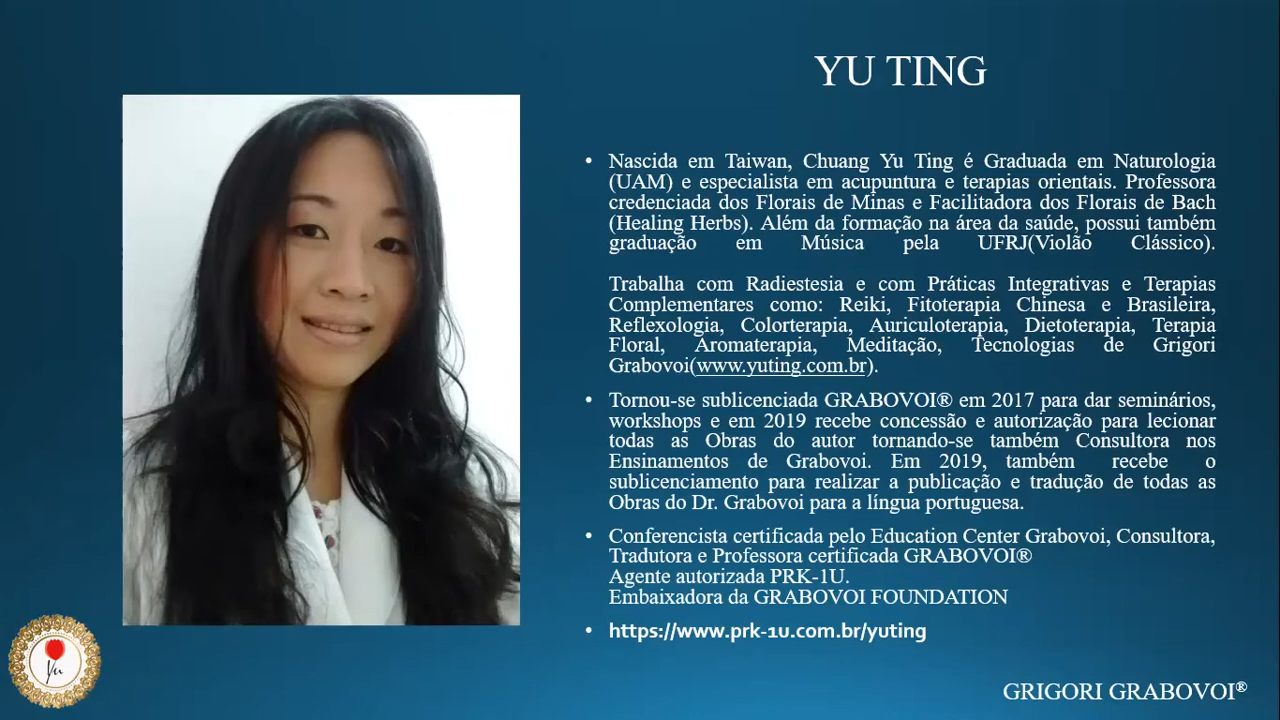 YU TING
• Nascida em Taiwan, Chuang Yu Ting é Graduada em Naturologia
(UAM) e especialista em acupuntura e terapias orientais. Professora
credenciada dos Florais de Minas e Facilitadora dos Florais de Bach
(Healing Herbs). Além da formação na área da saúde, possui também
graduação em Música pela UFRJ(Violão Clássico).
Trabalha com Radiestesia e com Práticas Integrativas e Terapias
Complementares como: Reiki, Fitoterapia Chinesa e Brasileira,
Reflexologia, Colorterapia, Auriculoterapia, Dietoterapia, Terapia
Floral, Aromaterapia, Meditação, Tecnologias de Grigori
Grabovoi(www.yuting.com.br).
• Tornou-se sublicenciada GRABOVOI® em 2017 para dar seminários,
workshops e em 2019 recebe concessão e autorização para lecionar
todas as Obras do autor tornando-se também Consultora nos
Ensinamentos de Grabovoi. Em 2019, também recebe o
sublicenciamento para realizar a publicação e tradução de todas as
Obras do Dr. Grabovoi para a língua portuguesa.
• Conferencista certificada pelo Education Center Grabovoi, Consultora,
Tradutora e Professora certificada GRABOVOI®
Agente autorizada PRK-1U.
Embaixadora da GRABOVOI FOUNDATION
• https://www.prk-1u.com.br/yuting
Yu
GRIGORI GRABOVOI®